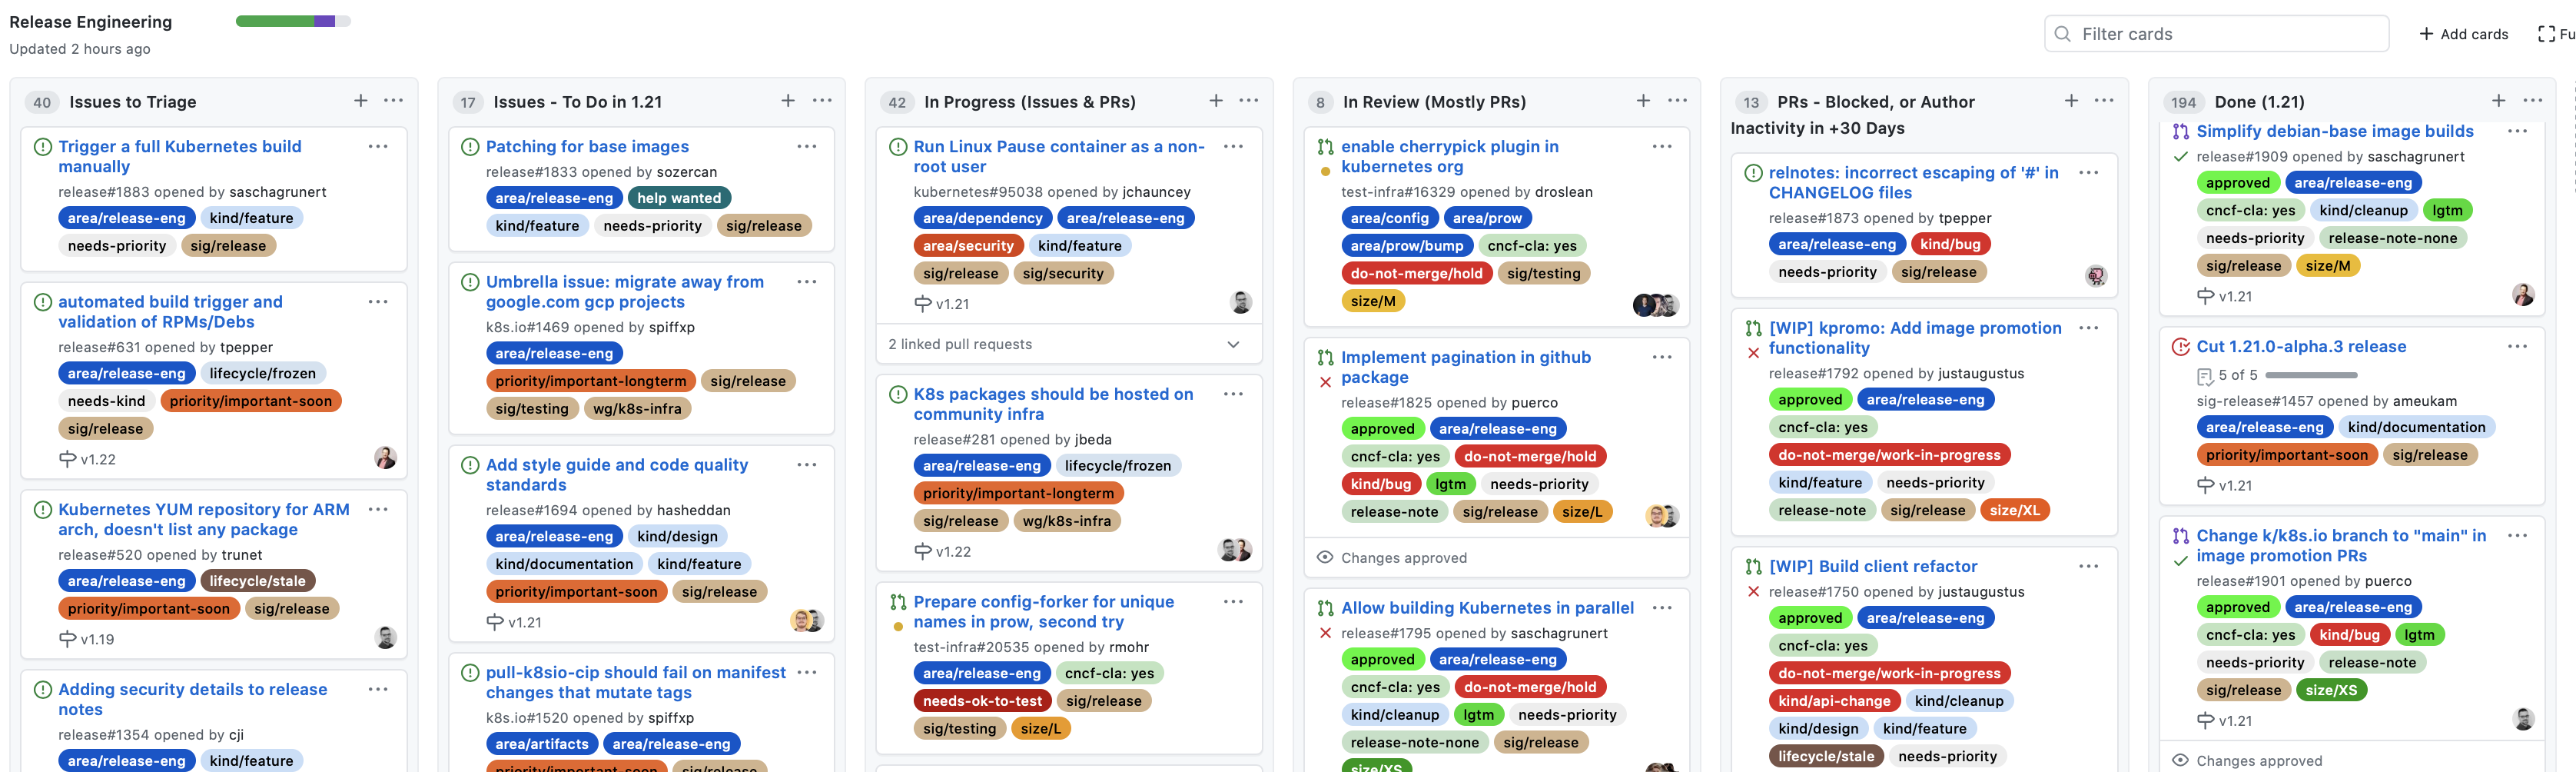 Release Engineering
Updated 2 hours ago
Filter cards
Add cards
Fu
40 Issues to Triage
Trigger a full Kubernetes build
manually
release#1883 opened by saschagrunert
area/release-eng kind/feature
needs-priority sig/release
automated build trigger and
validation of RPMs/Debs
release#631 opened by tpepper
area/release-eng lifecycle/frozen
needs-kind priority/important-soon
sig/release
v1.22
Kubernetes YUM repository for ARM
arch, doesn't list any package
release#520 opened by trunet
area/release-eng lifecycle/stale
priority/important-soon sig/release
v1.19
Adding security details to release
notes
release#1354 opened by cji
area/release-eng kind/feature
17 Issues - To Do in 1.21
Patching for base images
release#1833 opened by sozercan
area/release-eng help wanted
kind/feature needs-priority sig/release
Umbrella issue: migrate away from
google.com gcp projects
k8s.io#1469 opened by spiffxp
area/release-eng
priority/important-longterm sig/release
sig/testing wg/k8s-infra
Add style guide and code quality
standards
release#1694 opened by hasheddan
area/release-eng kind/design
kind/documentation kind/feature
priority/important-soon sig/release
v1.21
pull-k8sio-cip should fail on manifest
changes that mutate tags
k8s.io#1520 opened by spiffxp
area/artifacts area/release-eng
priority/important-soon sig/release
42 In Progress (Issues & PRs)
Run Linux Pause container as a non-
root user
kubernetes#95038 opened by jchauncey
area/dependency area/release-eng
area/security kind/feature
sig/release sig/security
v1.21
2 linked pull requests
K8s packages should be hosted on
community infra
release#281 opened by jbeda
area/release-eng lifecycle/frozen
priority/important-longterm
sig/release wg/k8s-infra
v1.22
Prepare config-forker for unique
names in prow, second try
test-infra#20535 opened by rmohr
area/release-eng cncf-cla: yes
needs-ok-to-test sig/release
sig/testing size/L
8 In Review (Mostly PRs)
enable cherrypick plugin in
kubernetes org
test-infra#16329 opened by droslean
area/config area/prow
area/prow/bump cncf-cla: yes
do-not-merge/hold sig/testing
size/M
Implement pagination in github
package
release#1825 opened by puerco
approved area/release-eng
cncf-cla: yes do-not-merge/hold
kind/bug lgtm needs-priority
release-note sig/release size/L
Changes approved
Allow building Kubernetes in parallel
release#1795 opened by saschagrunert
approved area/release-eng
cncf-cla: yes do-not-merge/hold
kind/cleanup lgtm needs-priority
release-note-none sig/release
size/XS
13 PRs - Blocked, or Author
Inactivity in +30 Days
relnotes: incorrect escaping of '#' in
CHANGELOG files
release#1873 opened by tpepper
area/release-eng kind/bug
needs-priority sig/release
[WIP] kpromo: Add image promotion
functionality
release#1792 opened by justaugustus
approved area/release-eng
cncf-cla: yes
do-not-merge/work-in-progress
kind/feature needs-priority
release-note sig/release size/XL
[WIP] Build client refactor
release#1750 opened by justaugustus
approved area/release-eng
cncf-cla: yes
do-not-merge/work-in-progress
kind/api-change kind/cleanup
kind/design kind/feature
lifecycle/stale needs-priority
194 Done (1.21)
Simplify debian-base image builds
release#1909 opened by saschagrunert
approved area/release-eng
cncf-cla: yes kind/cleanup lgtm
needs-priority release-note-none
sig/release size/M
v1.21
Cut 1.21.0-alpha.3 release
5 of 5
sig-release#1457 opened by ameukam
area/release-eng kind/documentation
priority/important-soon sig/release
v1.21
Change k/k8s.io branch to "main" in
image promotion PRs
release#1901 opened by puerco
approved area/release-eng
cncf-cla: yes kind/bug lgtm
needs-priority release-note
sig/release size/XS
v1.21
Changes approved